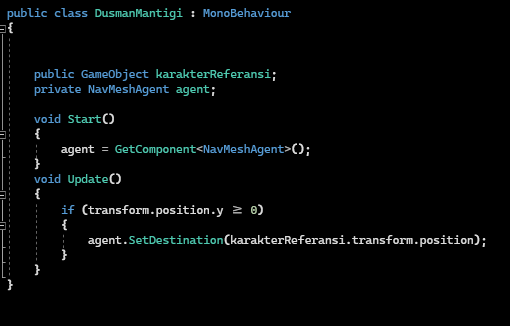 public class DusmanMantigi : MonoBehaviour
{
public GameObject karakterReferansi;
private NavMeshAgent agent;
void Start()
{
agent = GetComponent<NavMeshAgent>();
}
void Update()
{
if (transform.position.y ≥ 0)
{
agent.SetDestination(karakterReferansi.transform.position);
}
}
}